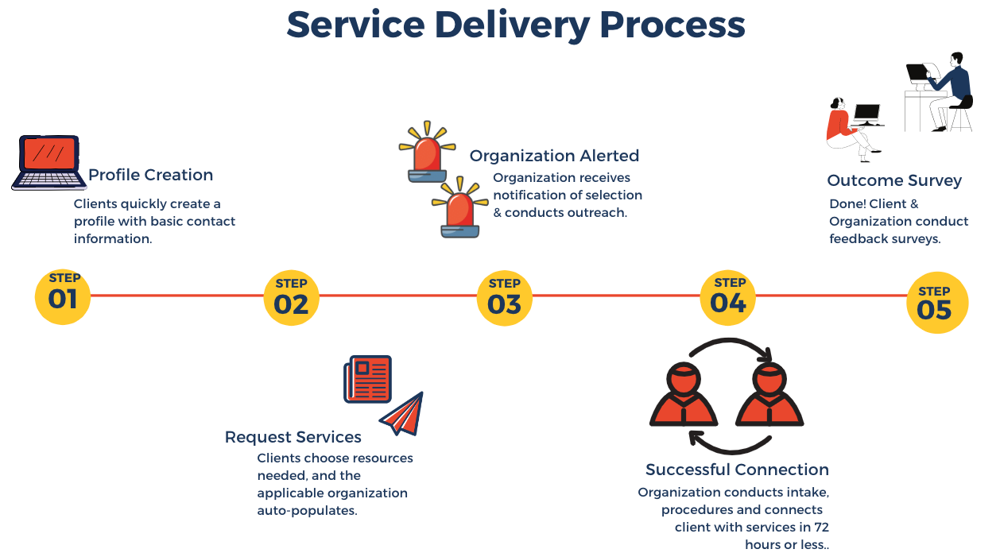 Service Delivery Process
Profile Creation
Clients quickly create a
profile with basic contact
information.
STEP
01
STEP
02
Request Services
Clients choose resources
needed, and the
applicable organization
auto-populates.
Organization Alerted
Organization receives
notification of selection
& conducts outreach.
STEP
03
STEP
04
Successful Connection
Organization conducts intake,
procedures and connects
client with services in 72
hours or less..
Outcome Survey
Done! Client &
Organization conduct
feedback surveys.
STEP
05